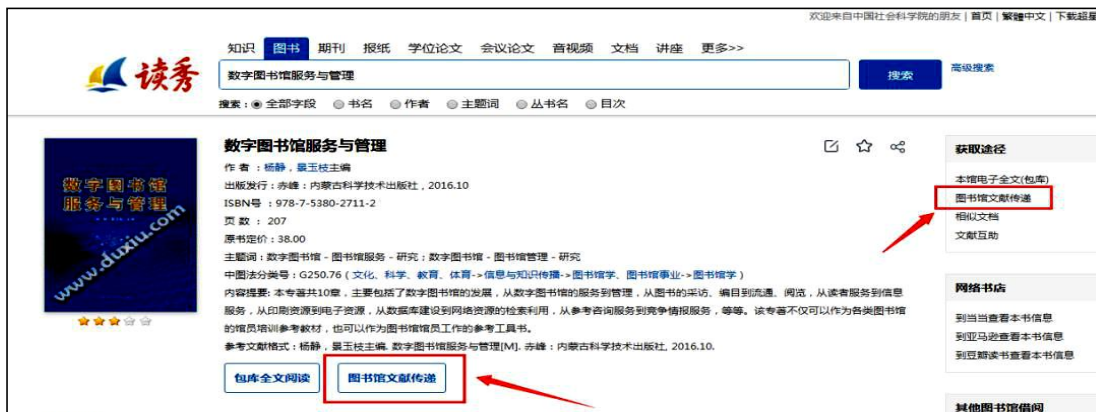 欢迎来自中国社会科学院的朋友 | 首页 | 繁體中文 | 下载超星
读秀
知识 图书 期刊 报纸 学位论文 会议论文 音视频 文档 讲座 更多>>
数字图书馆服务与管理
搜索
高级搜索
搜索: 全部字段 书名 作者 主题词 丛书名 目次
数字图书馆
服务与管理
www.duxiu.com
数字图书馆服务与管理
作 者 :杨静,景玉枝主编
出版发行:赤峰:内蒙古科学技术出版社,2016.10
ISBN号 :978-7-5380-2711-2
页 数 : 207
原书定价:38.00
主题词:数字图书馆 - 图书馆服务 - 研究;数字图书馆 - 图书馆管理 - 研究
中图法分类号:G250.76 ( 文化、科学、教育、体育->信息与知识传播->图书馆学、图书馆事业->图书馆学 )
内容提要: 本专著共10章,主要包括了数字图书馆的发展,从数字图书馆的服务到管理,从图书的采访、编目到流通、阅览,从读者服务到信息
服务,从印刷资源到电子资源,从数据库建设到网络资源的检索利用,从参考咨询服务到竞争情报服务,等等。该专著不仅可以作为各类图书馆
的馆员培训参考教材,也可以作为图书馆馆员工作的参考工具书。
参考文献格式:杨静,景玉枝主编. 数字图书馆服务与管理[M]. 赤峰:内蒙古科学技术出版社, 2016.10.
包库全文阅读
图书馆文献传递
获取途径
本馆电子全文(包库)
图书馆文献传递
相似文档
文献互助
网络书店
到当当查看本书信息
到亚马逊查看本书信息
到豆瓣读书查看本书信息
其他图书馆借阅